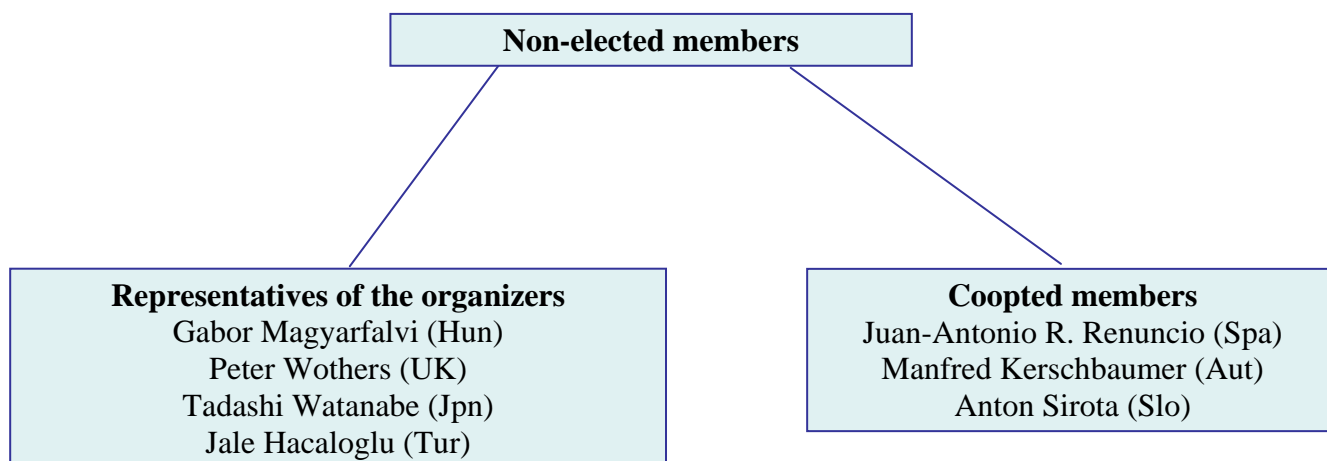 Non-elected members
Representatives of the organizers
Gabor Magyarfalvi (Hun)
Peter Wothers (UK)
Tadashi Watanabe (Jpn)
Jale Hacaloglu (Tur)
Coopted members
Juan-Antonio R. Renuncio (Spa)
Manfred Kerschbaumer (Aut)
Anton Sirota (Slo)